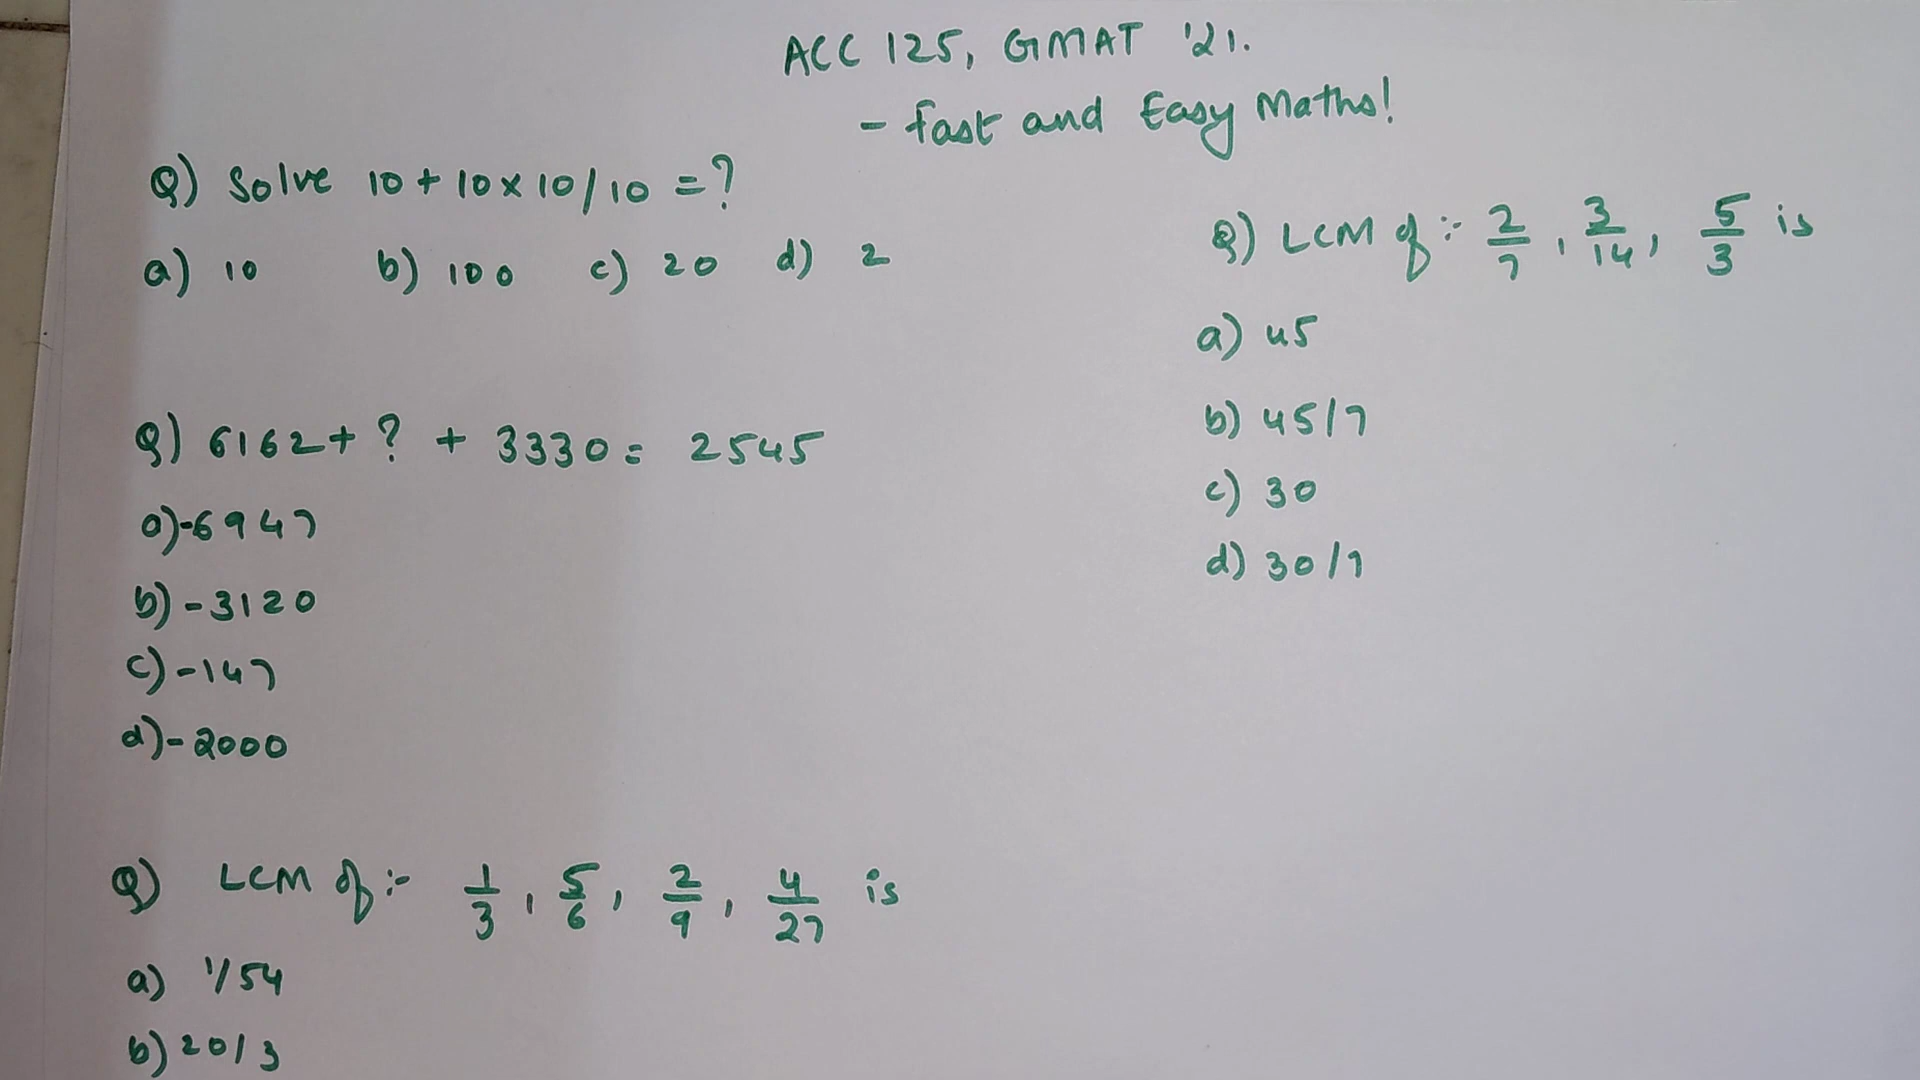 ACC 125, GMAT '21.
- Fast and Easy Maths!
Q) Solve 10 + 10 x 10/10 = ?
a) 10 b) 100 c) 20 d) 2
Q) 6162 + ? + 3330 = 2545
a) -6947
b) -3120
c) -147
d) -2000
Q) LCM of :- 1/3, 5/6, 2/9, 4/27 is
a) 1/54
b) 20/3
Q) LCM of :- 2/7, 3/14, 5/3 is
a) 45
b) 45/7
c) 30
d) 30/1